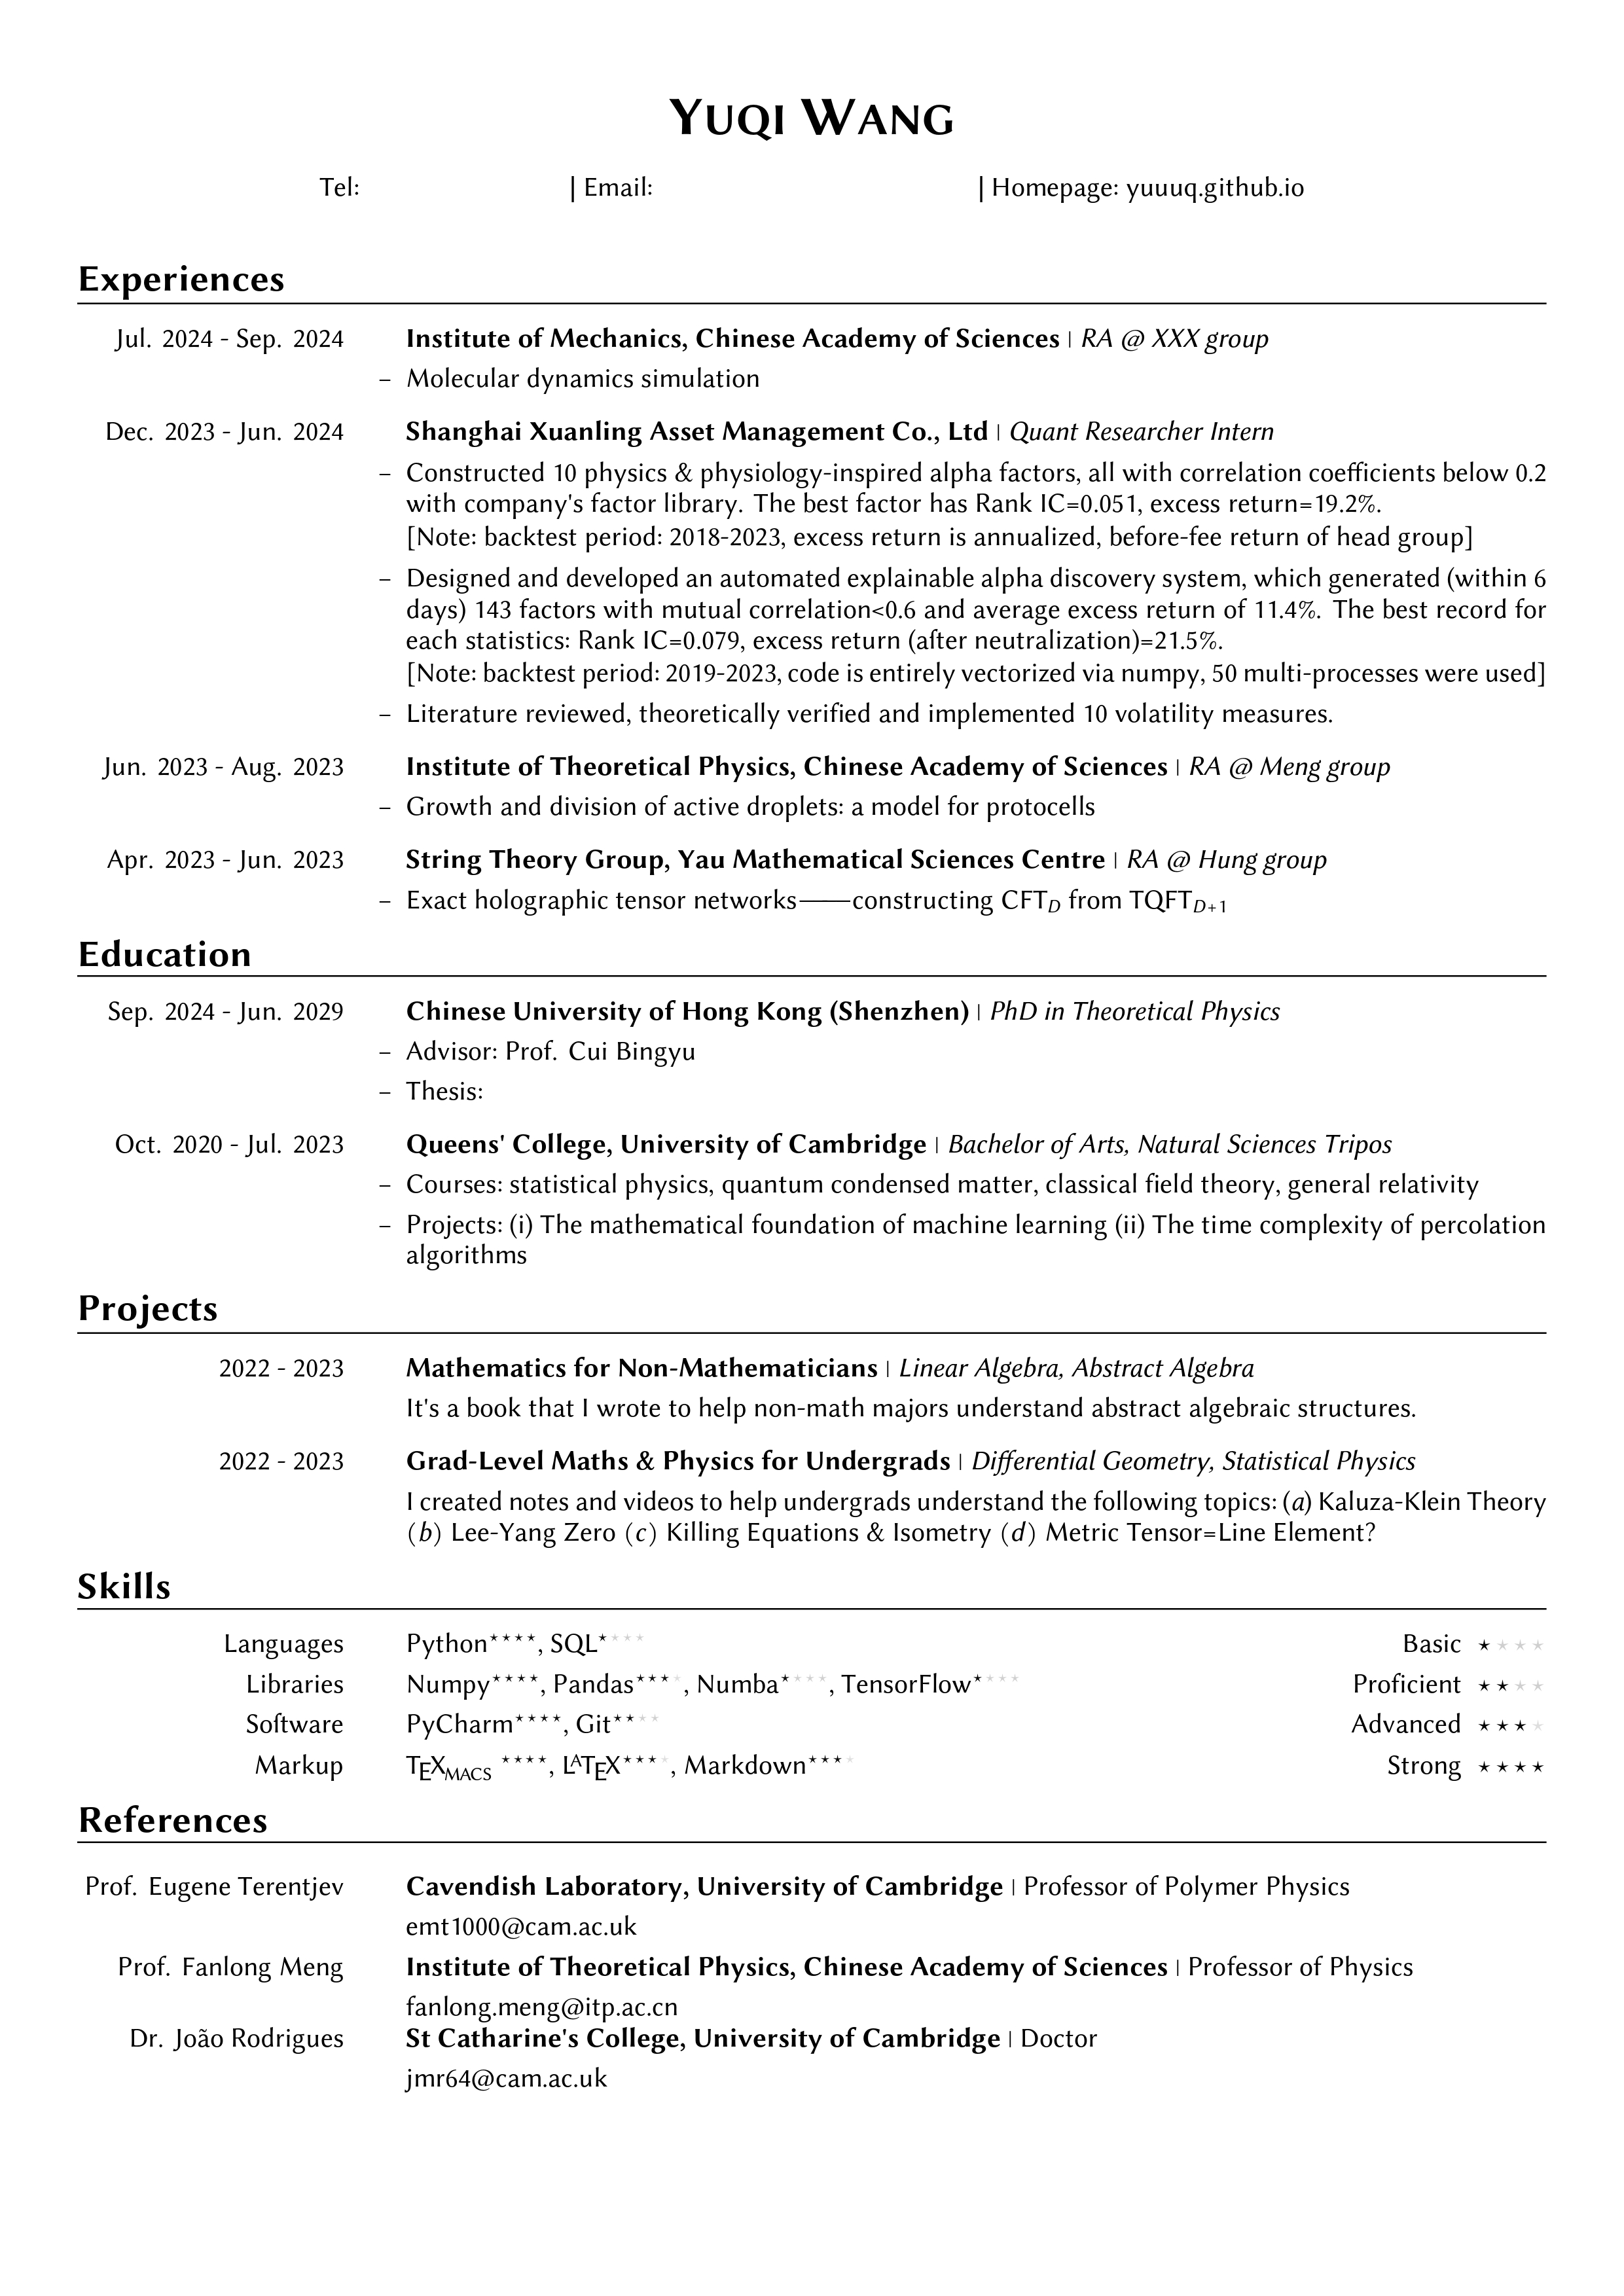 Yuqi Wang
Tel: | Email: | Homepage: yuuuq.github.io
Experiences
Jul. 2024 - Sep. 2024 Institute of Mechanics, Chinese Academy of Sciences | RA @ XXX group
– Molecular dynamics simulation
Dec. 2023 - Jun. 2024 Shanghai Xuanling Asset Management Co., Ltd | Quant Researcher Intern
– Constructed 10 physics & physiology-inspired alpha factors, all with correlation coefficients below 0.2
with company's factor library. The best factor has Rank IC=0.051, excess return=19.2%.
[Note: backtest period: 2018-2023, excess return is annualized, before-fee return of head group]
– Designed and developed an automated explainable alpha discovery system, which generated (within 6
days) 143 factors with mutual correlation<0.6 and average excess return of 11.4%. The best record for
each statistics: Rank IC=0.079, excess return (after neutralization)=21.5%.
[Note: backtest period: 2019-2023, code is entirely vectorized via numpy, 50 multi-processes were used]
– Literature reviewed, theoretically verified and implemented 10 volatility measures.
Jun. 2023 - Aug. 2023 Institute of Theoretical Physics, Chinese Academy of Sciences | RA @ Meng group
– Growth and division of active droplets: a model for protocells
Apr. 2023 - Jun. 2023 String Theory Group, Yau Mathematical Sciences Centre | RA @ Hung group
– Exact holographic tensor networks——constructing CFT_D from TQFT_{D+1}
Education
Sep. 2024 - Jun. 2029 Chinese University of Hong Kong (Shenzhen) | PhD in Theoretical Physics
– Advisor: Prof. Cui Bingyu
– Thesis:
Oct. 2020 - Jul. 2023 Queens' College, University of Cambridge | Bachelor of Arts, Natural Sciences Tripos
– Courses: statistical physics, quantum condensed matter, classical field theory, general relativity
– Projects: (i) The mathematical foundation of machine learning (ii) The time complexity of percolation
algorithms
Projects
2022 - 2023 Mathematics for Non-Mathematicians | Linear Algebra, Abstract Algebra
It's a book that I wrote to help non-math majors understand abstract algebraic structures.
2022 - 2023 Grad-Level Maths & Physics for Undergrads | Differential Geometry, Statistical Physics
I created notes and videos to help undergrads understand the following topics: (a) Kaluza-Klein Theory
(b) Lee-Yang Zero (c) Killing Equations & Isometry (d) Metric Tensor=Line Element?
Skills
Languages Python★★★★, SQL★★★★ Basic ★★★★
Libraries Numpy★★★★, Pandas★★★★, Numba★★★★, TensorFlow★★★★ Proficient ★★★★
Software PyCharm★★★★, Git★★★★ Advanced ★★★★
Markup TEXMACS ★★★★, LATEX★★★★, Markdown★★★★ Strong ★★★★
References
Prof. Eugene Terentjev Cavendish Laboratory, University of Cambridge | Professor of Polymer Physics
emt1000@cam.ac.uk
Prof. Fanlong Meng Institute of Theoretical Physics, Chinese Academy of Sciences | Professor of Physics
fanlong.meng@itp.ac.cn
Dr. João Rodrigues St Catharine's College, University of Cambridge | Doctor
jmr64@cam.ac.uk